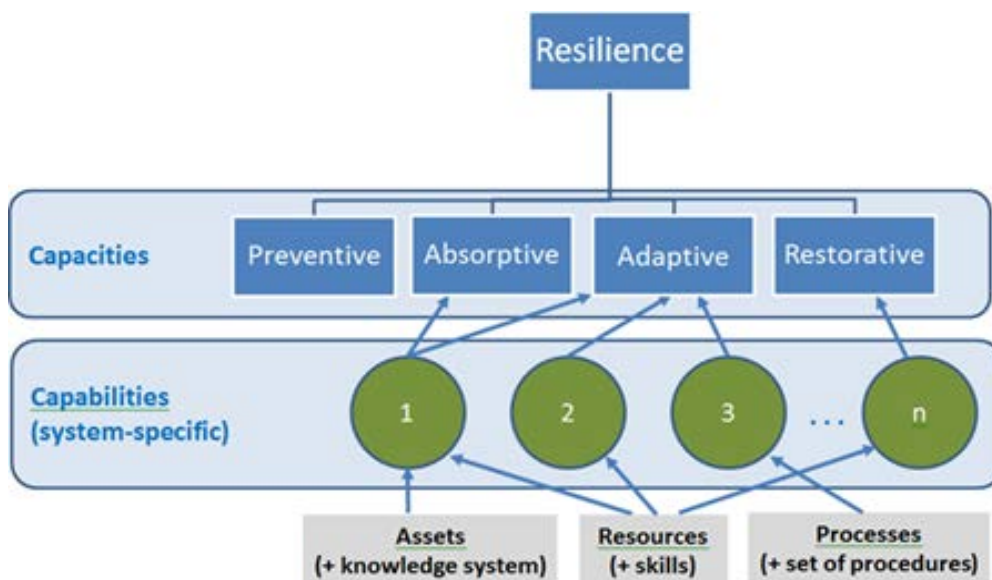 Resilience
Capacities
Preventive
Absorptive
Adaptive
Restorative
Capabilities
(system-specific)
1
2
3
...
n
Assets
(+ knowledge system)
Resources
(+ skills)
Processes
(+ set of procedures)